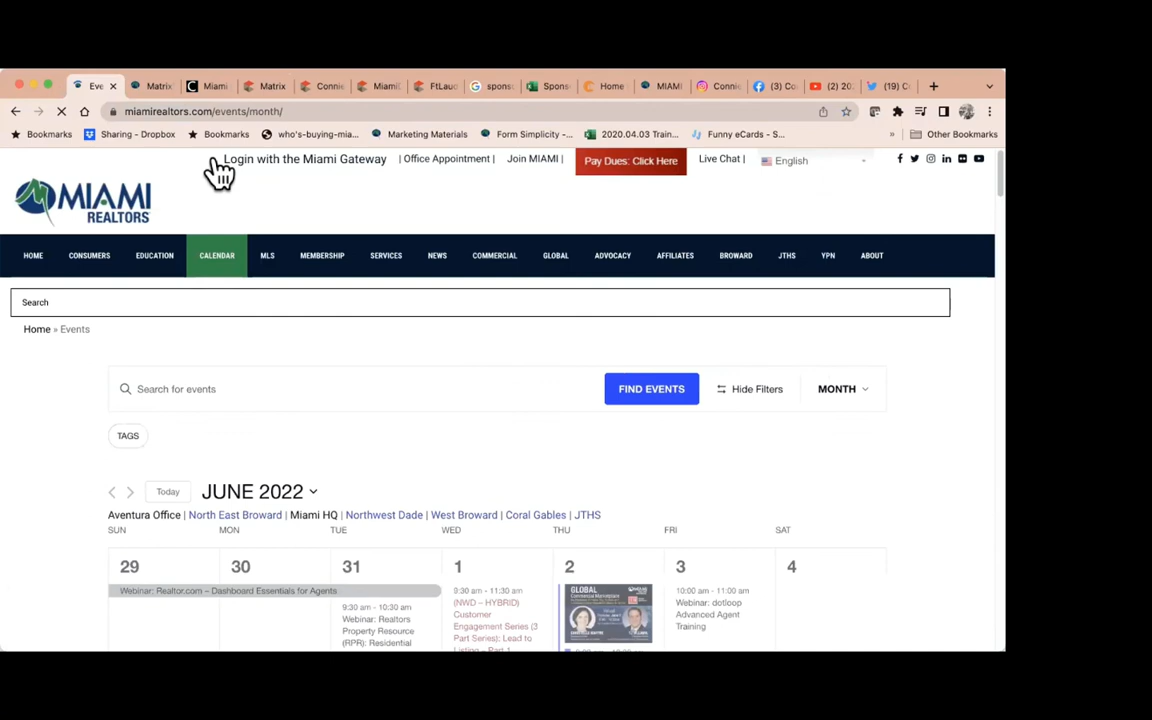 Eve
Matrix
Miami
Matrix
Connie
Miami
FtLaud
spons
Spons
Home
MIAMI
Connie
(3) Co
(2) 20
(19) C
miamirealtors.com/events/month/
Bookmarks
Sharing - Dropbox
Bookmarks
who's-buying-mia...
Marketing Materials
Form Simplicity -...
2020.04.03 Train...
Funny eCards - S...
»
Other Bookmarks
Login with the Miami Gateway
| Office Appointment |
Join MIAMI |
Pay Dues: Click Here
Live Chat |
English
MIAMI
REALTORS
HOME
CONSUMERS
EDUCATION
CALENDAR
MLS
MEMBERSHIP
SERVICES
NEWS
COMMERCIAL
GLOBAL
ADVOCACY
AFFILIATES
BROWARD
JTHS
YPN
ABOUT
Search
Home » Events
Search for events
FIND EVENTS
Hide Filters
MONTH
TAGS
Today
JUNE 2022
Aventura Office | North East Broward | Miami HQ | Northwest Dade | West Broward | Coral Gables | JTHS
SUN
MON
TUE
WED
THU
FRI
SAT
29
30
31
1
2
3
4
Webinar: Realtor.com – Dashboard Essentials for Agents
9:30 am - 10:30 am
Webinar: Realtors
Property Resource
(RPR): Residential
9:30 am - 11:30 am
(NWD – HYBRID)
Customer
Engagement Series (3
Part Series): Lead to
Listing – Part 1
GLOBAL
10:00 am - 11:00 am
Webinar: dotloop
Advanced Agent
Training